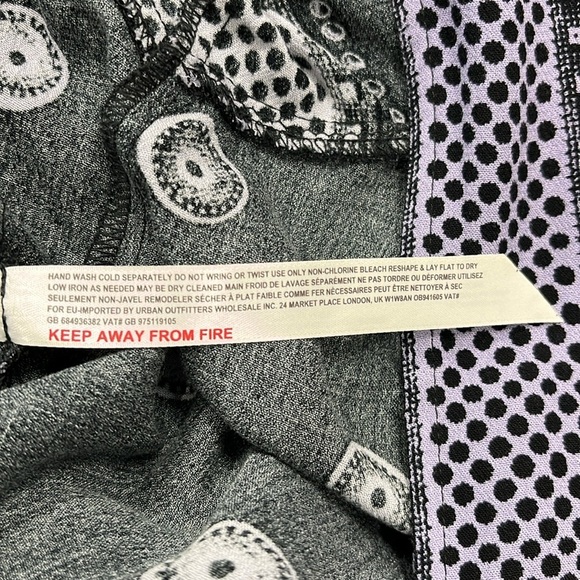 HAND WASH COLD SEPARATELY DO NOT WRING OR TWIST USE ONLY NON-CHLORINE BLEACH RESHAPE & LAY FLAT TO DRY
LOW IRON AS NEEDED MAY BE DRY CLEANED MAIN FROID DE LAVAGE SÉPARÉMENT NE PAS TORDRE OU DÉFORMER UTILISEZ
SEULEMENT NON-JAVEL REMODELER SÉCHER À PLAT FAIBLE COMME FER NÉCESSAIRES PEUT ÊTRE NETTOYER À SEC
FOR EU-IMPORTED BY URBAN OUTFITTERS WHOLESALE INC. 24 MARKET PLACE LONDON, UK W1W8AN OB941605 VAT#
GB 684936382 VAT# GB 975119105
KEEP AWAY FROM FIRE